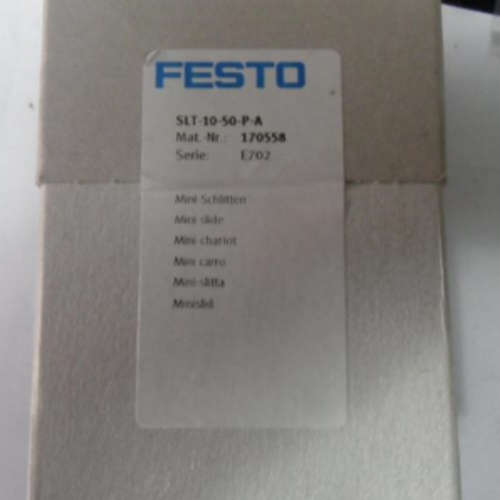 FESTO
SLT-10-50-P-A
Mat.-Nr.: 170558
Serie: E702
Mini-Schlitten
Mini-slide
Mini-chariot
Mini carro
Mini-slitta
Minislid